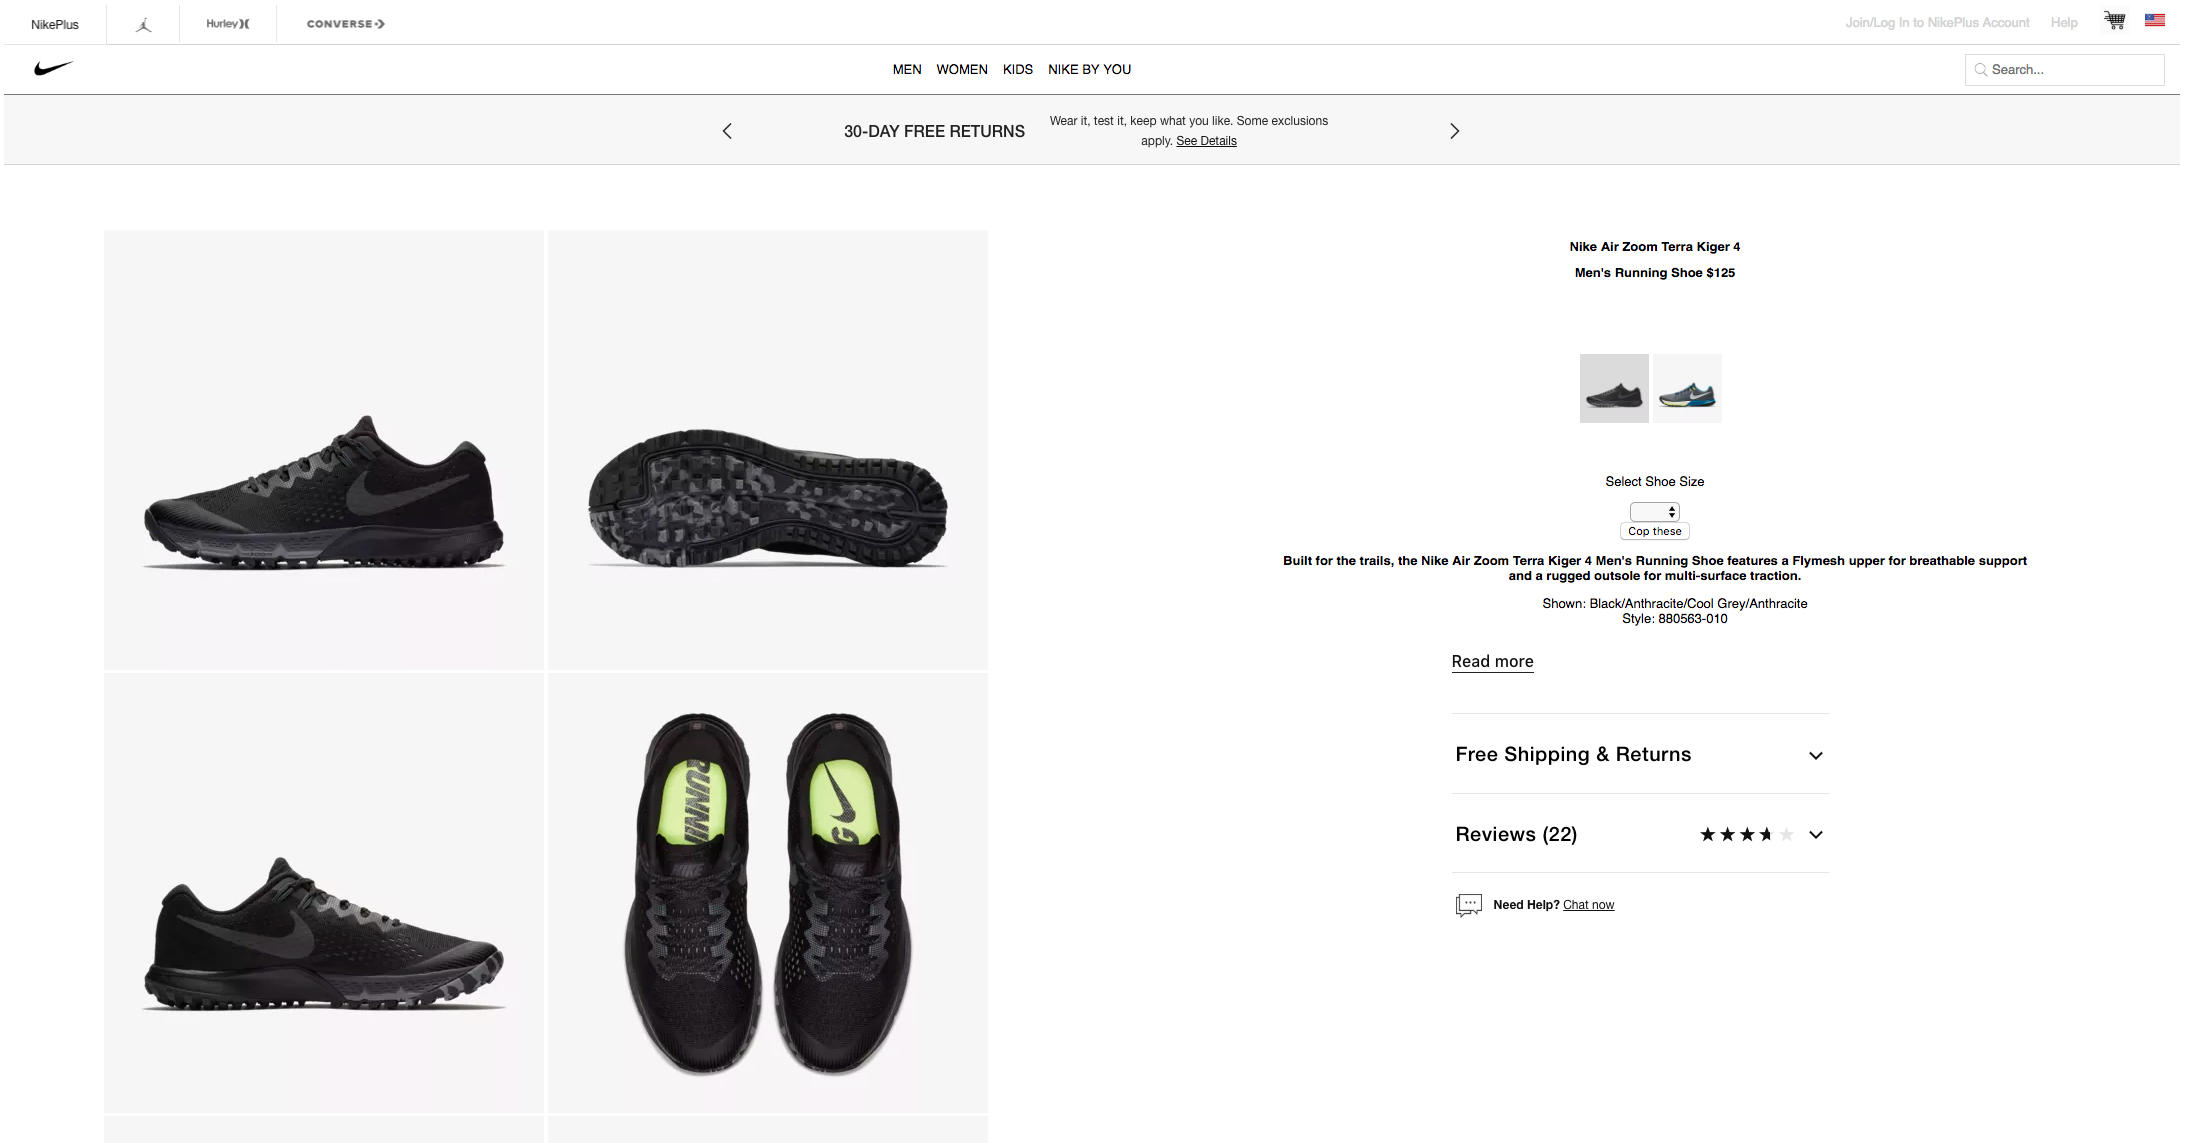 NikePlus
Hurley
CONVERSE
Join/Log In to NikePlus Account
Help
MEN WOMEN KIDS NIKE BY YOU
Search...
30-DAY FREE RETURNS
Wear it, test it, keep what you like. Some exclusions
apply. See Details
Nike Air Zoom Terra Kiger 4
Men's Running Shoe $125
Select Shoe Size
Cop these
Built for the trails, the Nike Air Zoom Terra Kiger 4 Men's Running Shoe features a Flymesh upper for breathable support
and a rugged outsole for multi-surface traction.
Shown: Black/Anthracite/Cool Grey/Anthracite
Style: 880563-010
Read more
Free Shipping & Returns
Reviews (22)
Need Help? Chat now
RUNNI
G
NIKE